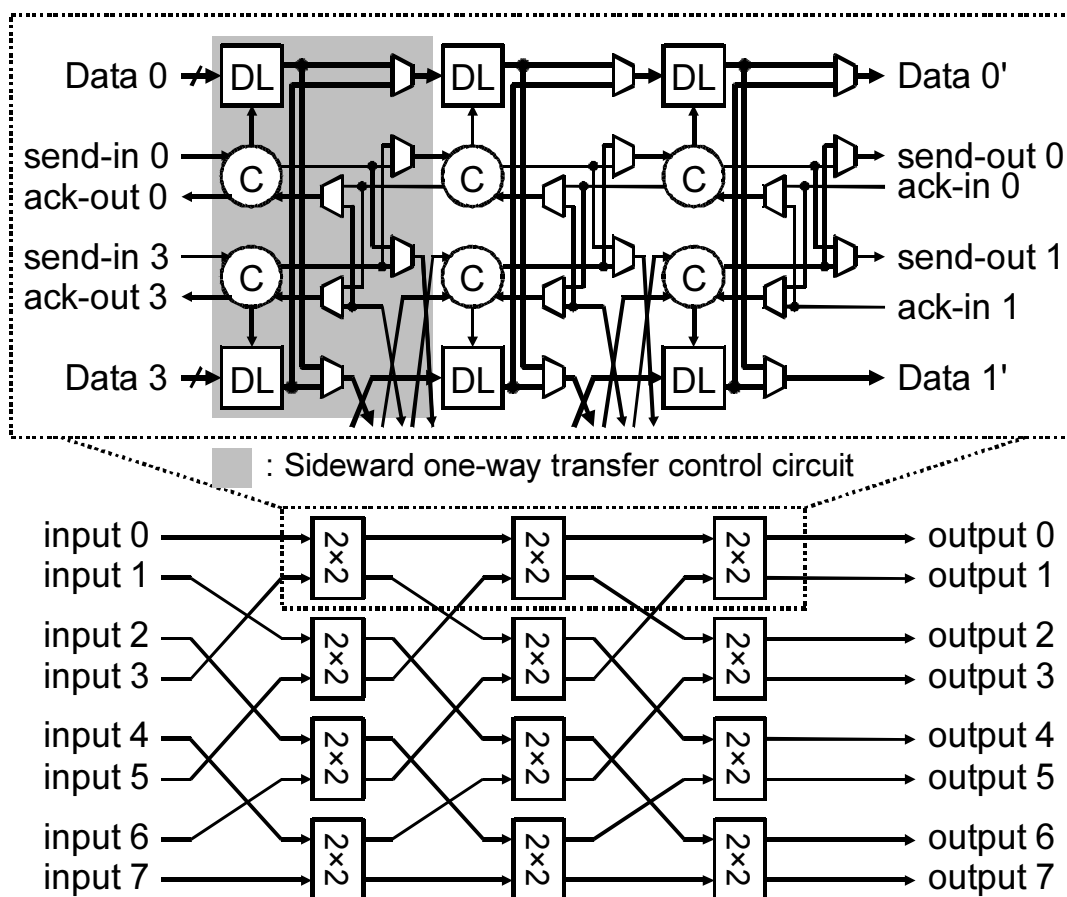 Data 0 DL DL DL Data 0'
send-in 0 send-out 0
C C C
ack-out 0 ack-in 0
send-in 3 send-out 1
C C C
ack-out 3 ack-in 1
Data 3 DL DL DL Data 1'
: Sideward one-way transfer control circuit
input 0 2×2 2×2 2×2 output 0
input 1 output 1
input 2 2×2 2×2 2×2 output 2
input 3 output 3
input 4 2×2 2×2 2×2 output 4
input 5 output 5
input 6 2×2 2×2 2×2 output 6
input 7 output 7